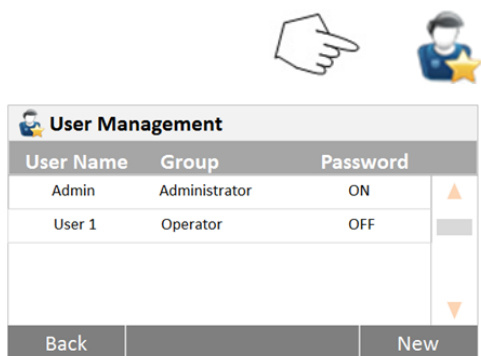 User Management
User Name Group Password
Admin Administrator ON
User 1 Operator OFF
Back New